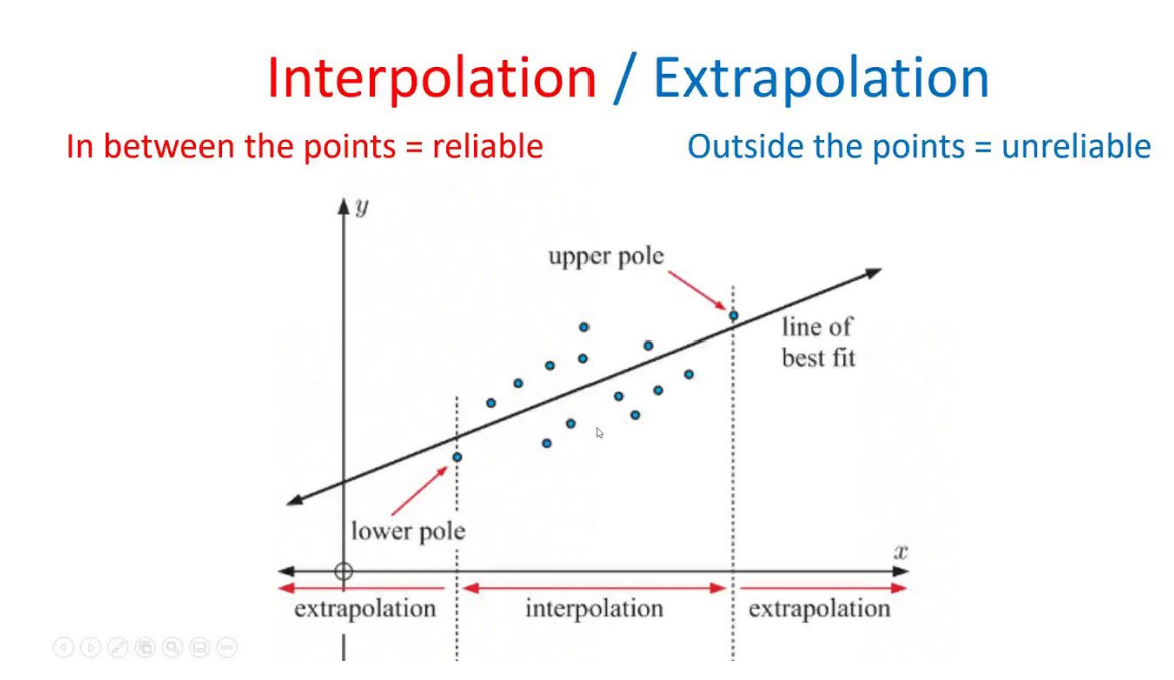 Interpolation / Extrapolation
In between the points = reliable
Outside the points = unreliable
y
upper pole
line of
best fit
lower pole
x
extrapolation
interpolation
extrapolation